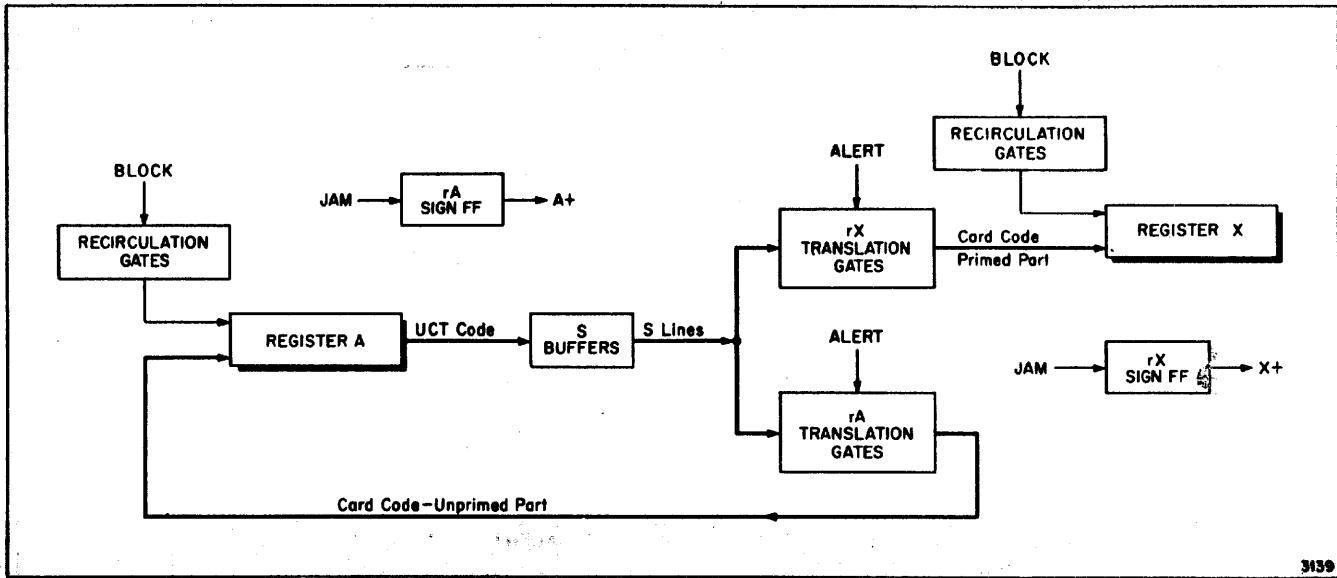 BLOCK
RECIRCULATION
GATES
JAM
rA
SIGN FF
A+
REGISTER A
UCT Code
S
BUFFERS
S Lines
ALERT
rX
TRANSLATION
GATES
Card Code
Primed Part
BLOCK
RECIRCULATION
GATES
REGISTER X
ALERT
rA
TRANSLATION
GATES
JAM
rX
SIGN FF
X+
Card Code-Unprimed Part
3139